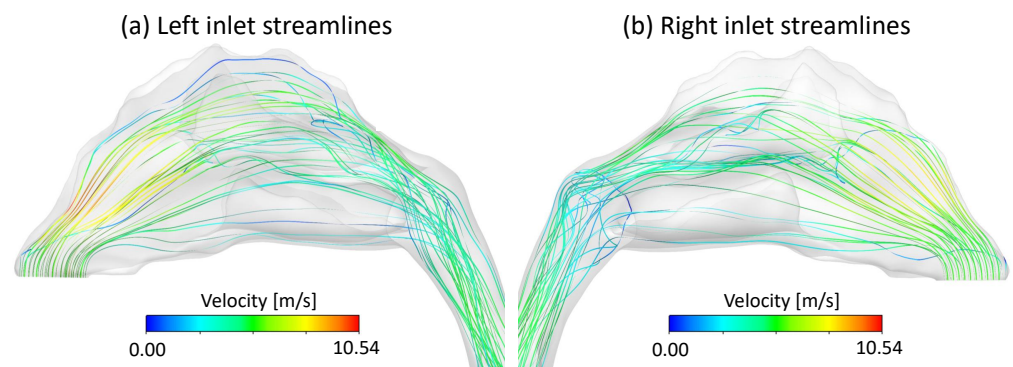 (a) Left inlet streamlines
(b) Right inlet streamlines
Velocity [m/s]
0.00
10.54
Velocity [m/s]
0.00
10.54